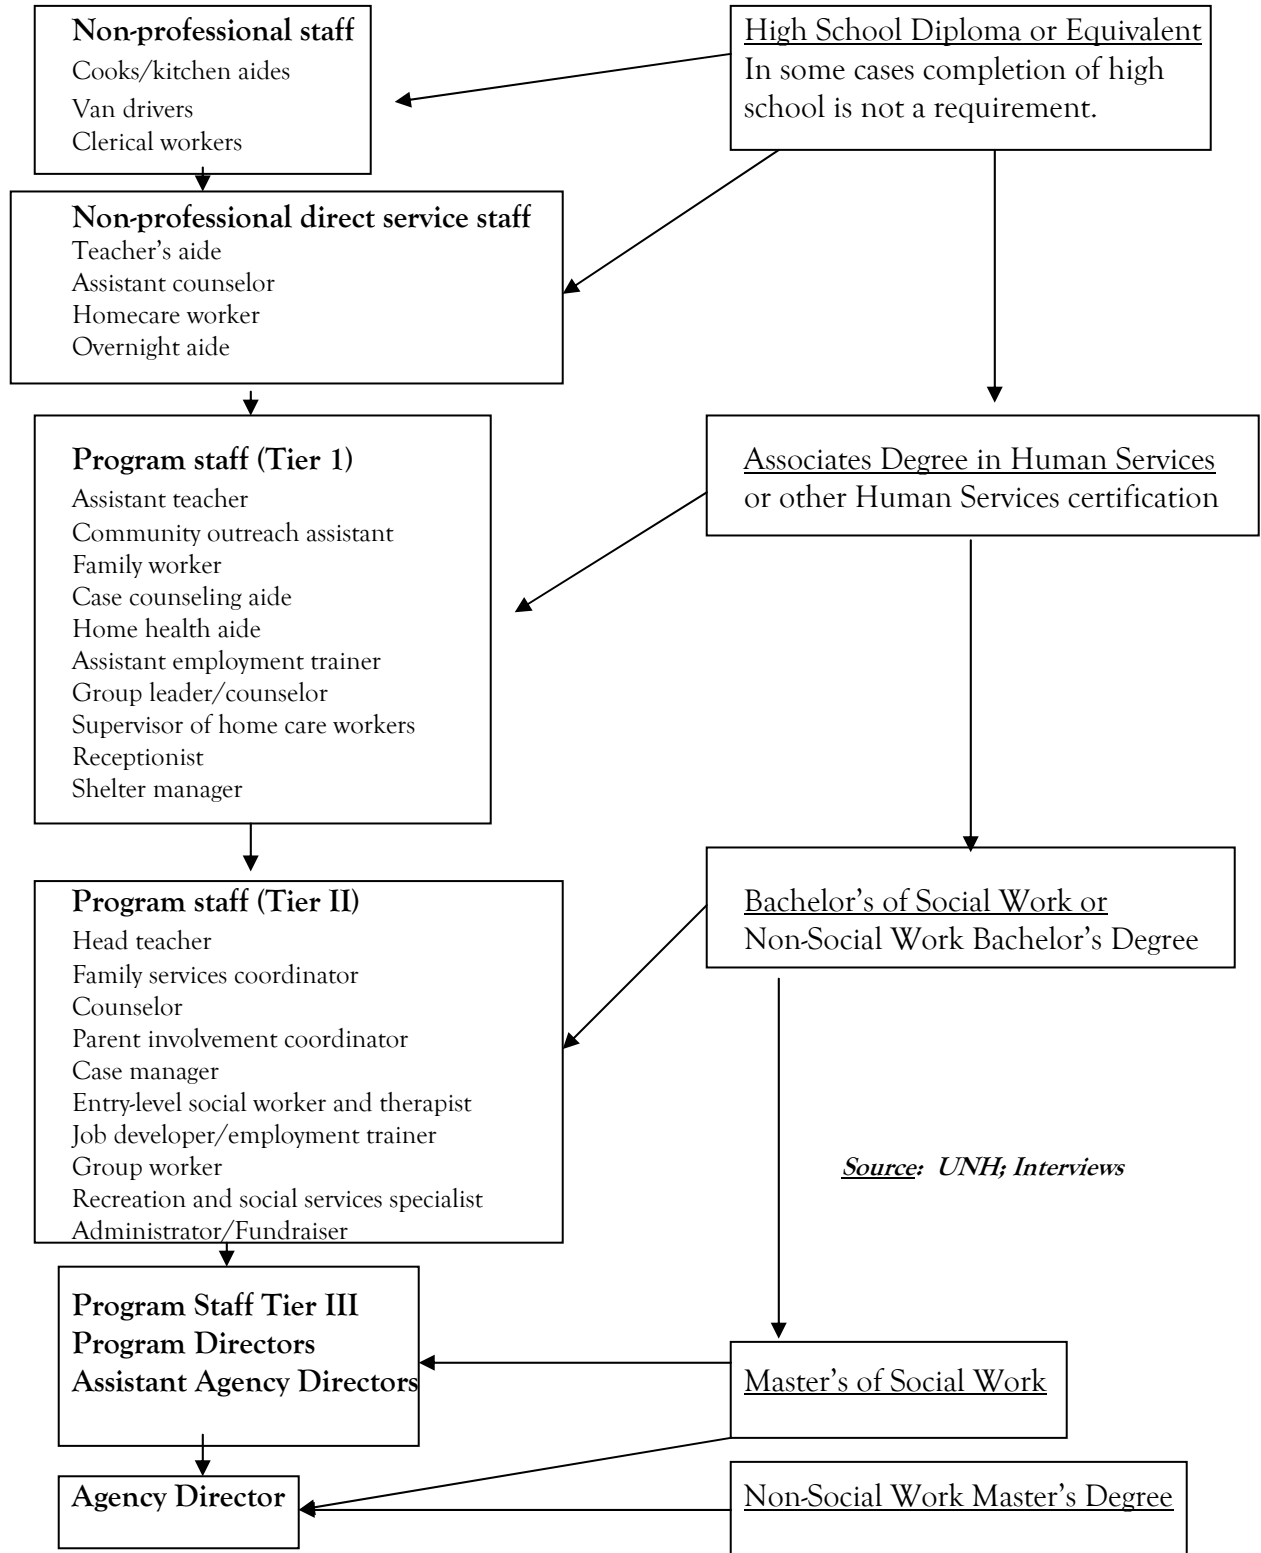 Non-professional staff
Cooks/kitchen aides
Van drivers
Clerical workers
High School Diploma or Equivalent
In some cases completion of high
school is not a requirement.
Non-professional direct service staff
Teacher’s aide
Assistant counselor
Homecare worker
Overnight aide
Program staff (Tier 1)
Assistant teacher
Community outreach assistant
Family worker
Case counseling aide
Home health aide
Assistant employment trainer
Group leader/counselor
Supervisor of home care workers
Receptionist
Shelter manager
Associates Degree in Human Services
or other Human Services certification
Program staff (Tier II)
Head teacher
Family services coordinator
Counselor
Parent involvement coordinator
Case manager
Entry-level social worker and therapist
Job developer/employment trainer
Group worker
Recreation and social services specialist
Administrator/Fundraiser
Bachelor’s of Social Work or
Non-Social Work Bachelor’s Degree
Source: UNH; Interviews
Program Staff Tier III
Program Directors
Assistant Agency Directors
Master’s of Social Work
Agency Director
Non-Social Work Master’s Degree